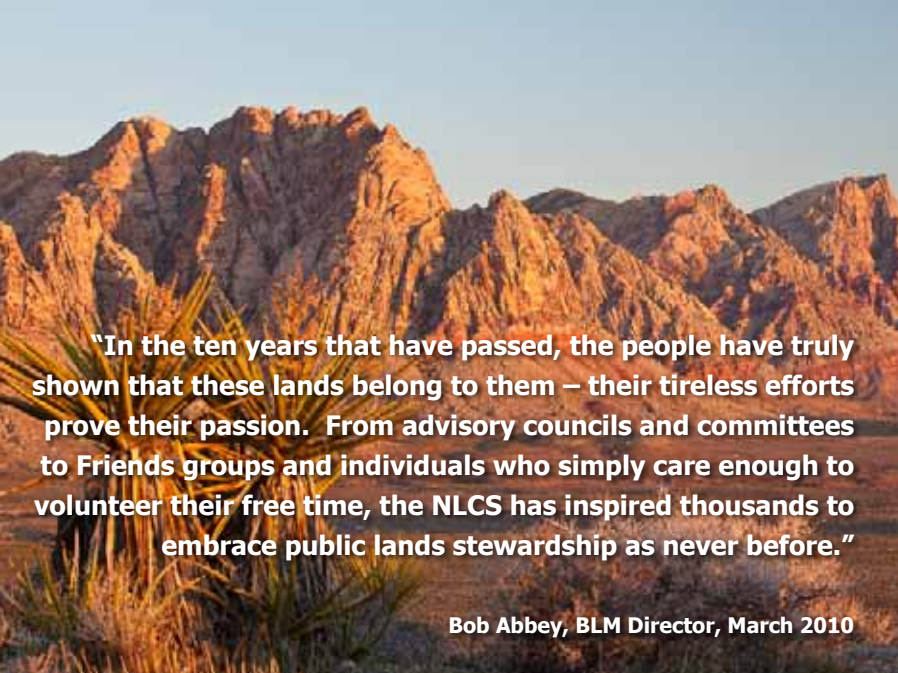 “In the ten years that have passed, the people have truly
shown that these lands belong to them – their tireless efforts
prove their passion.  From advisory councils and committees
to Friends groups and individuals who simply care enough to
volunteer their free time, the NLCS has inspired thousands to
embrace public lands stewardship as never before.”
Bob Abbey, BLM Director, March 2010